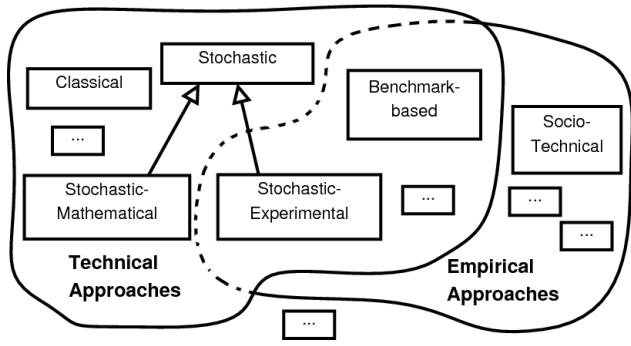 Stochastic
Classical
Benchmark-
based
...
Socio-
Technical
Stochastic-
Mathematical
Stochastic-
Experimental
...
...
...
Technical
Approaches
Empirical
Approaches
...